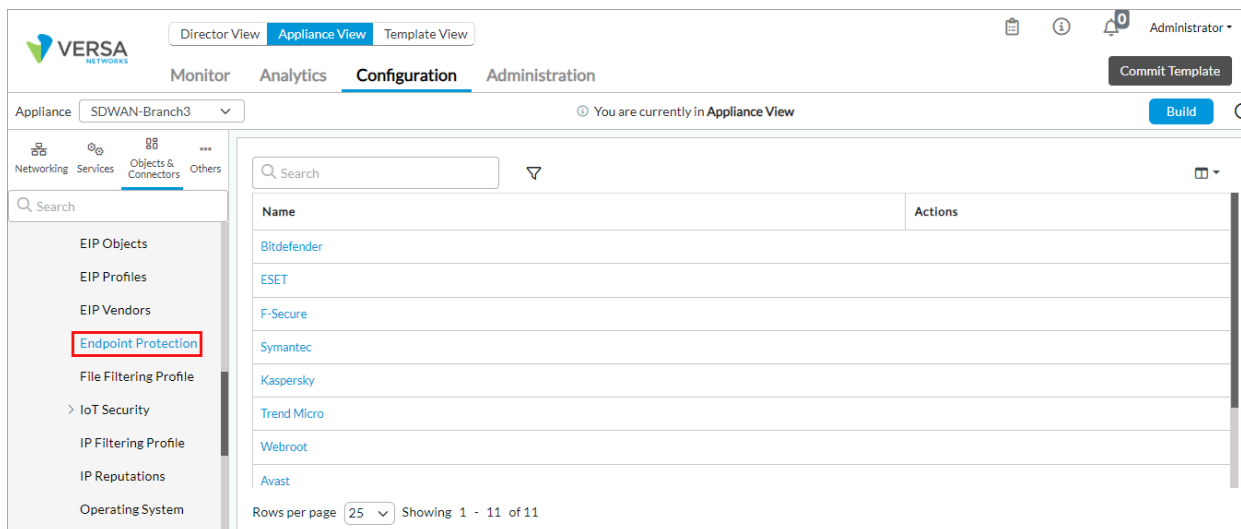 Director View Appliance View Template View
0
Administrator
VERSA
NETWORKS
Monitor Analytics Configuration Administration
Commit Template
Appliance SDWAN-Branch3
You are currently in Appliance View
Build
Networking Services Objects & Connectors Others
Search
Search
Name Actions
EIP Objects
Bitdefender
EIP Profiles
ESET
EIP Vendors
F-Secure
Endpoint Protection
Symantec
File Filtering Profile
Kaspersky
> IoT Security
Trend Micro
IP Filtering Profile
Webroot
IP Reputations
Avast
Operating System
Rows per page 25 Showing 1 - 11 of 11